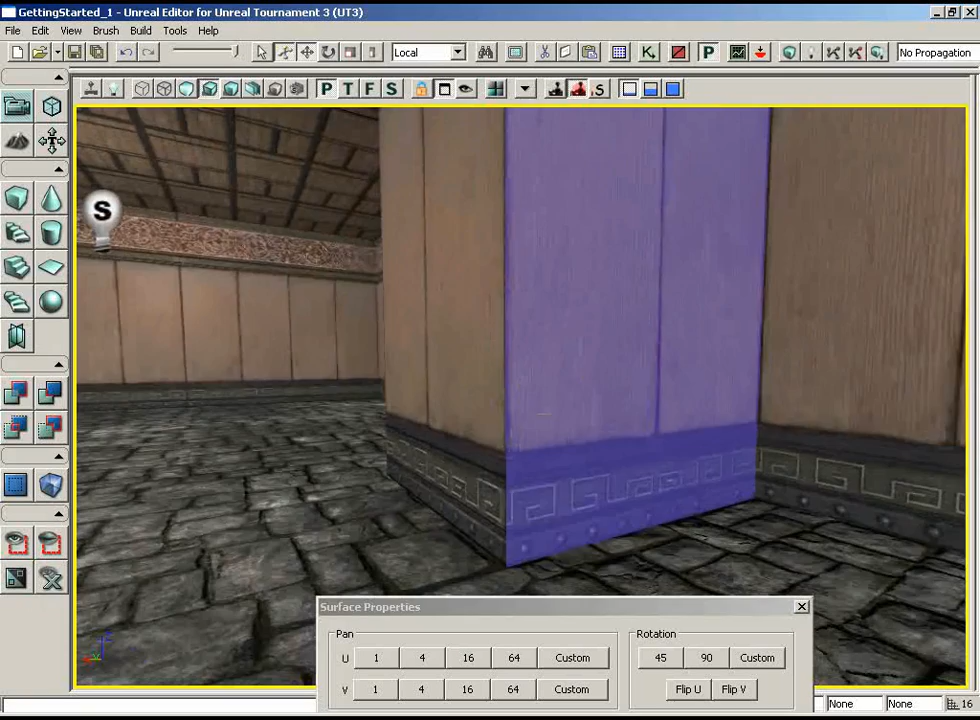 GettingStarted_1 - Unreal Editor for Unreal Tournament 3 (UT3)
File Edit View Brush Build Tools Help
Local
No Propagation
P T F S
S
Surface Properties
Pan Rotation
U 1 4 16 64 Custom 45 90 Custom
V 1 4 16 64 Custom Flip U Flip V
None None 16